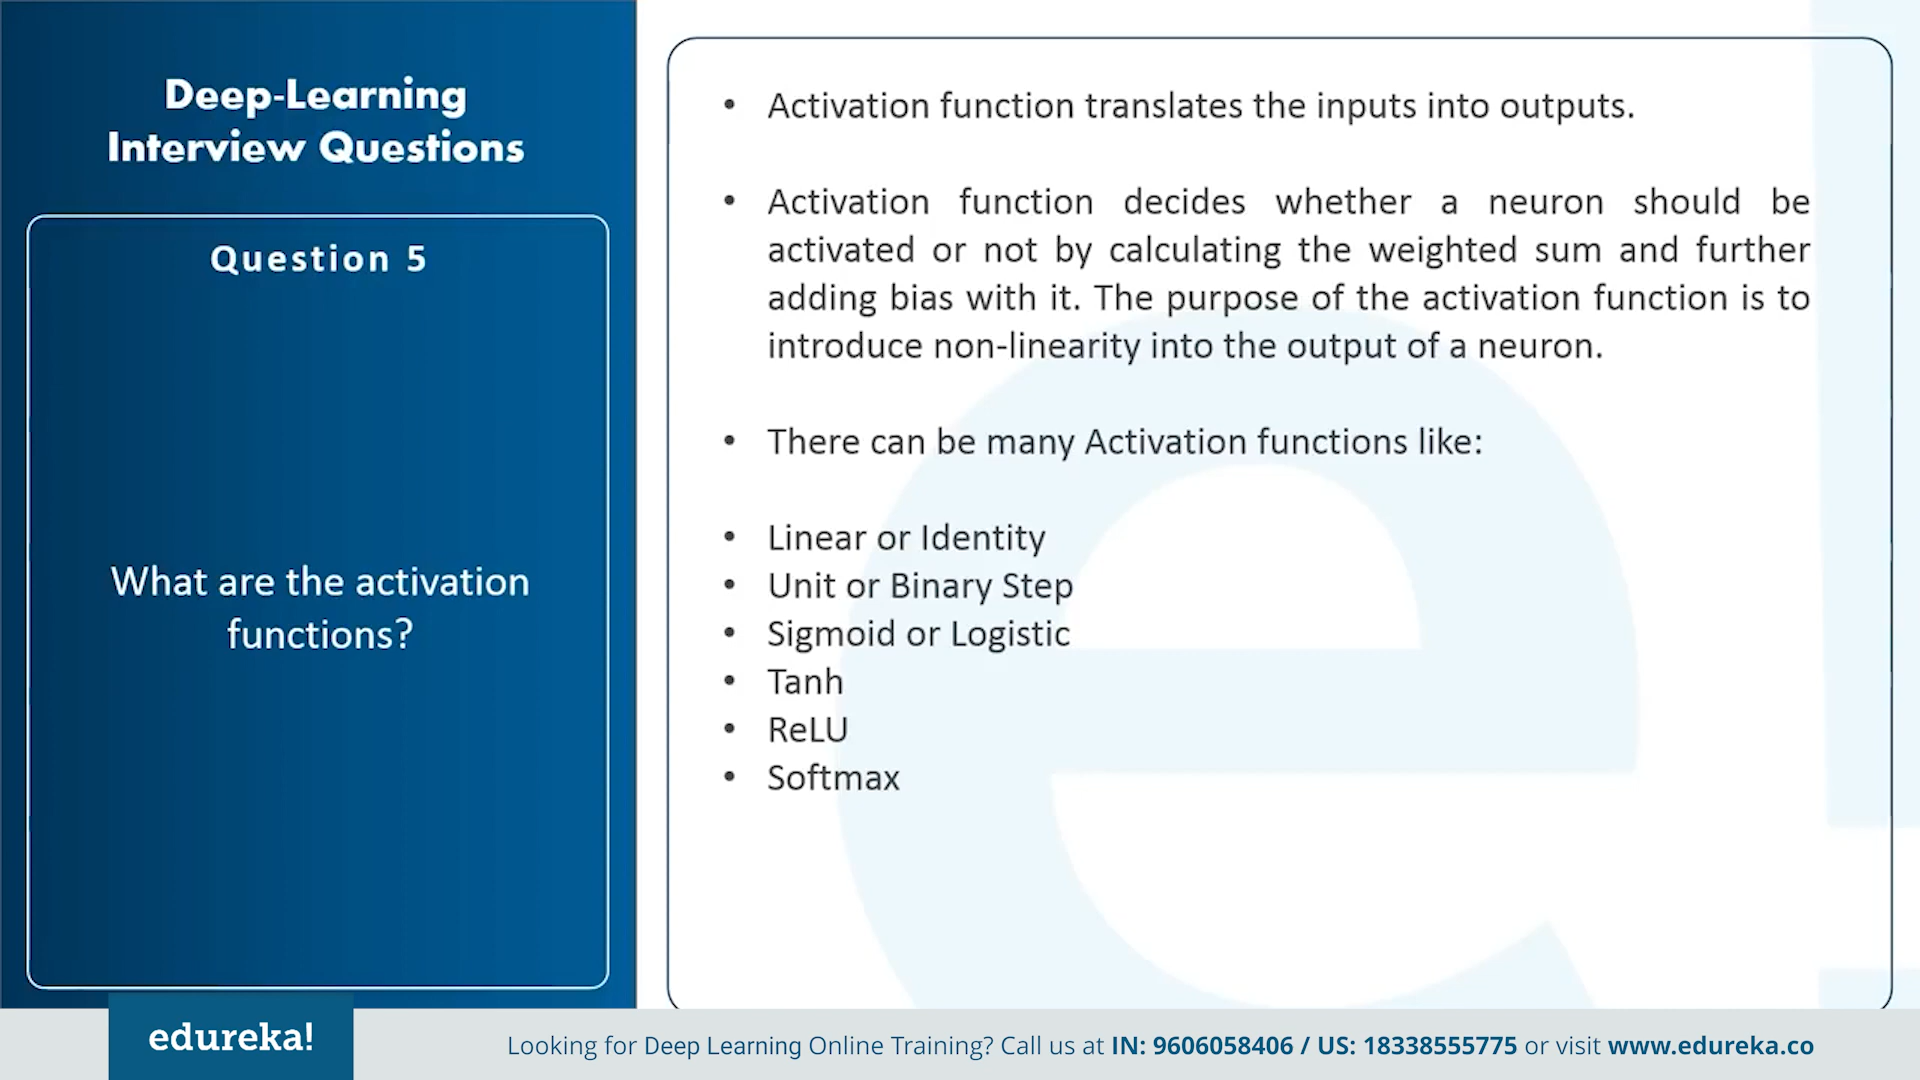 Deep-Learning
Interview Questions
Question 5
What are the activation
functions?
• Activation function translates the inputs into outputs.
• Activation function decides whether a neuron should be
activated or not by calculating the weighted sum and further
adding bias with it. The purpose of the activation function is to
introduce non-linearity into the output of a neuron.
• There can be many Activation functions like:
• Linear or Identity
• Unit or Binary Step
• Sigmoid or Logistic
• Tanh
• ReLU
• Softmax
edureka!
Looking for Deep Learning Online Training? Call us at IN: 9606058406 / US: 18338555775 or visit www.edureka.co